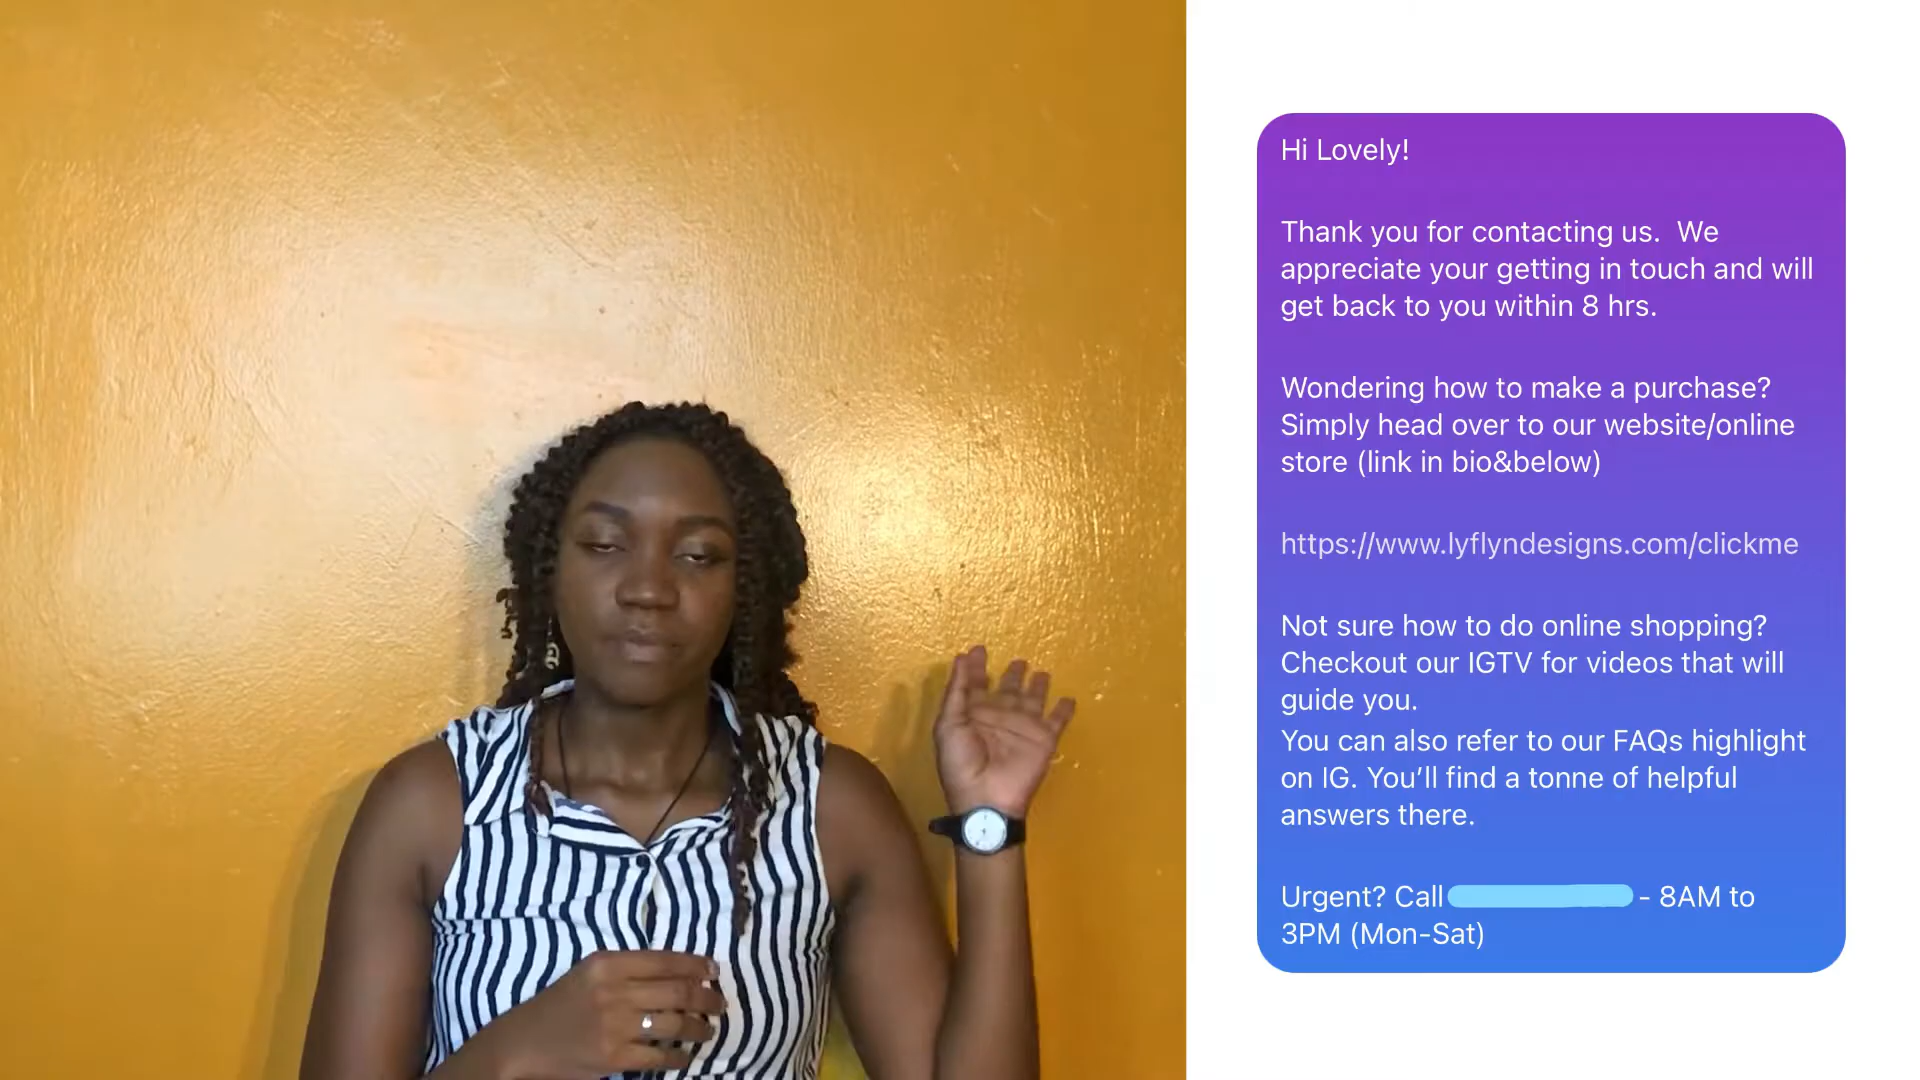 Hi Lovely!
Thank you for contacting us.  We
appreciate your getting in touch and will
get back to you within 8 hrs.
Wondering how to make a purchase?
Simply head over to our website/online
store (link in bio&below)
https://www.lyflyndesigns.com/clickme
Not sure how to do online shopping?
Checkout our IGTV for videos that will
guide you.
You can also refer to our FAQs highlight
on IG. You’ll find a tonne of helpful
answers there.
Urgent? Call - 8AM to
3PM (Mon-Sat)